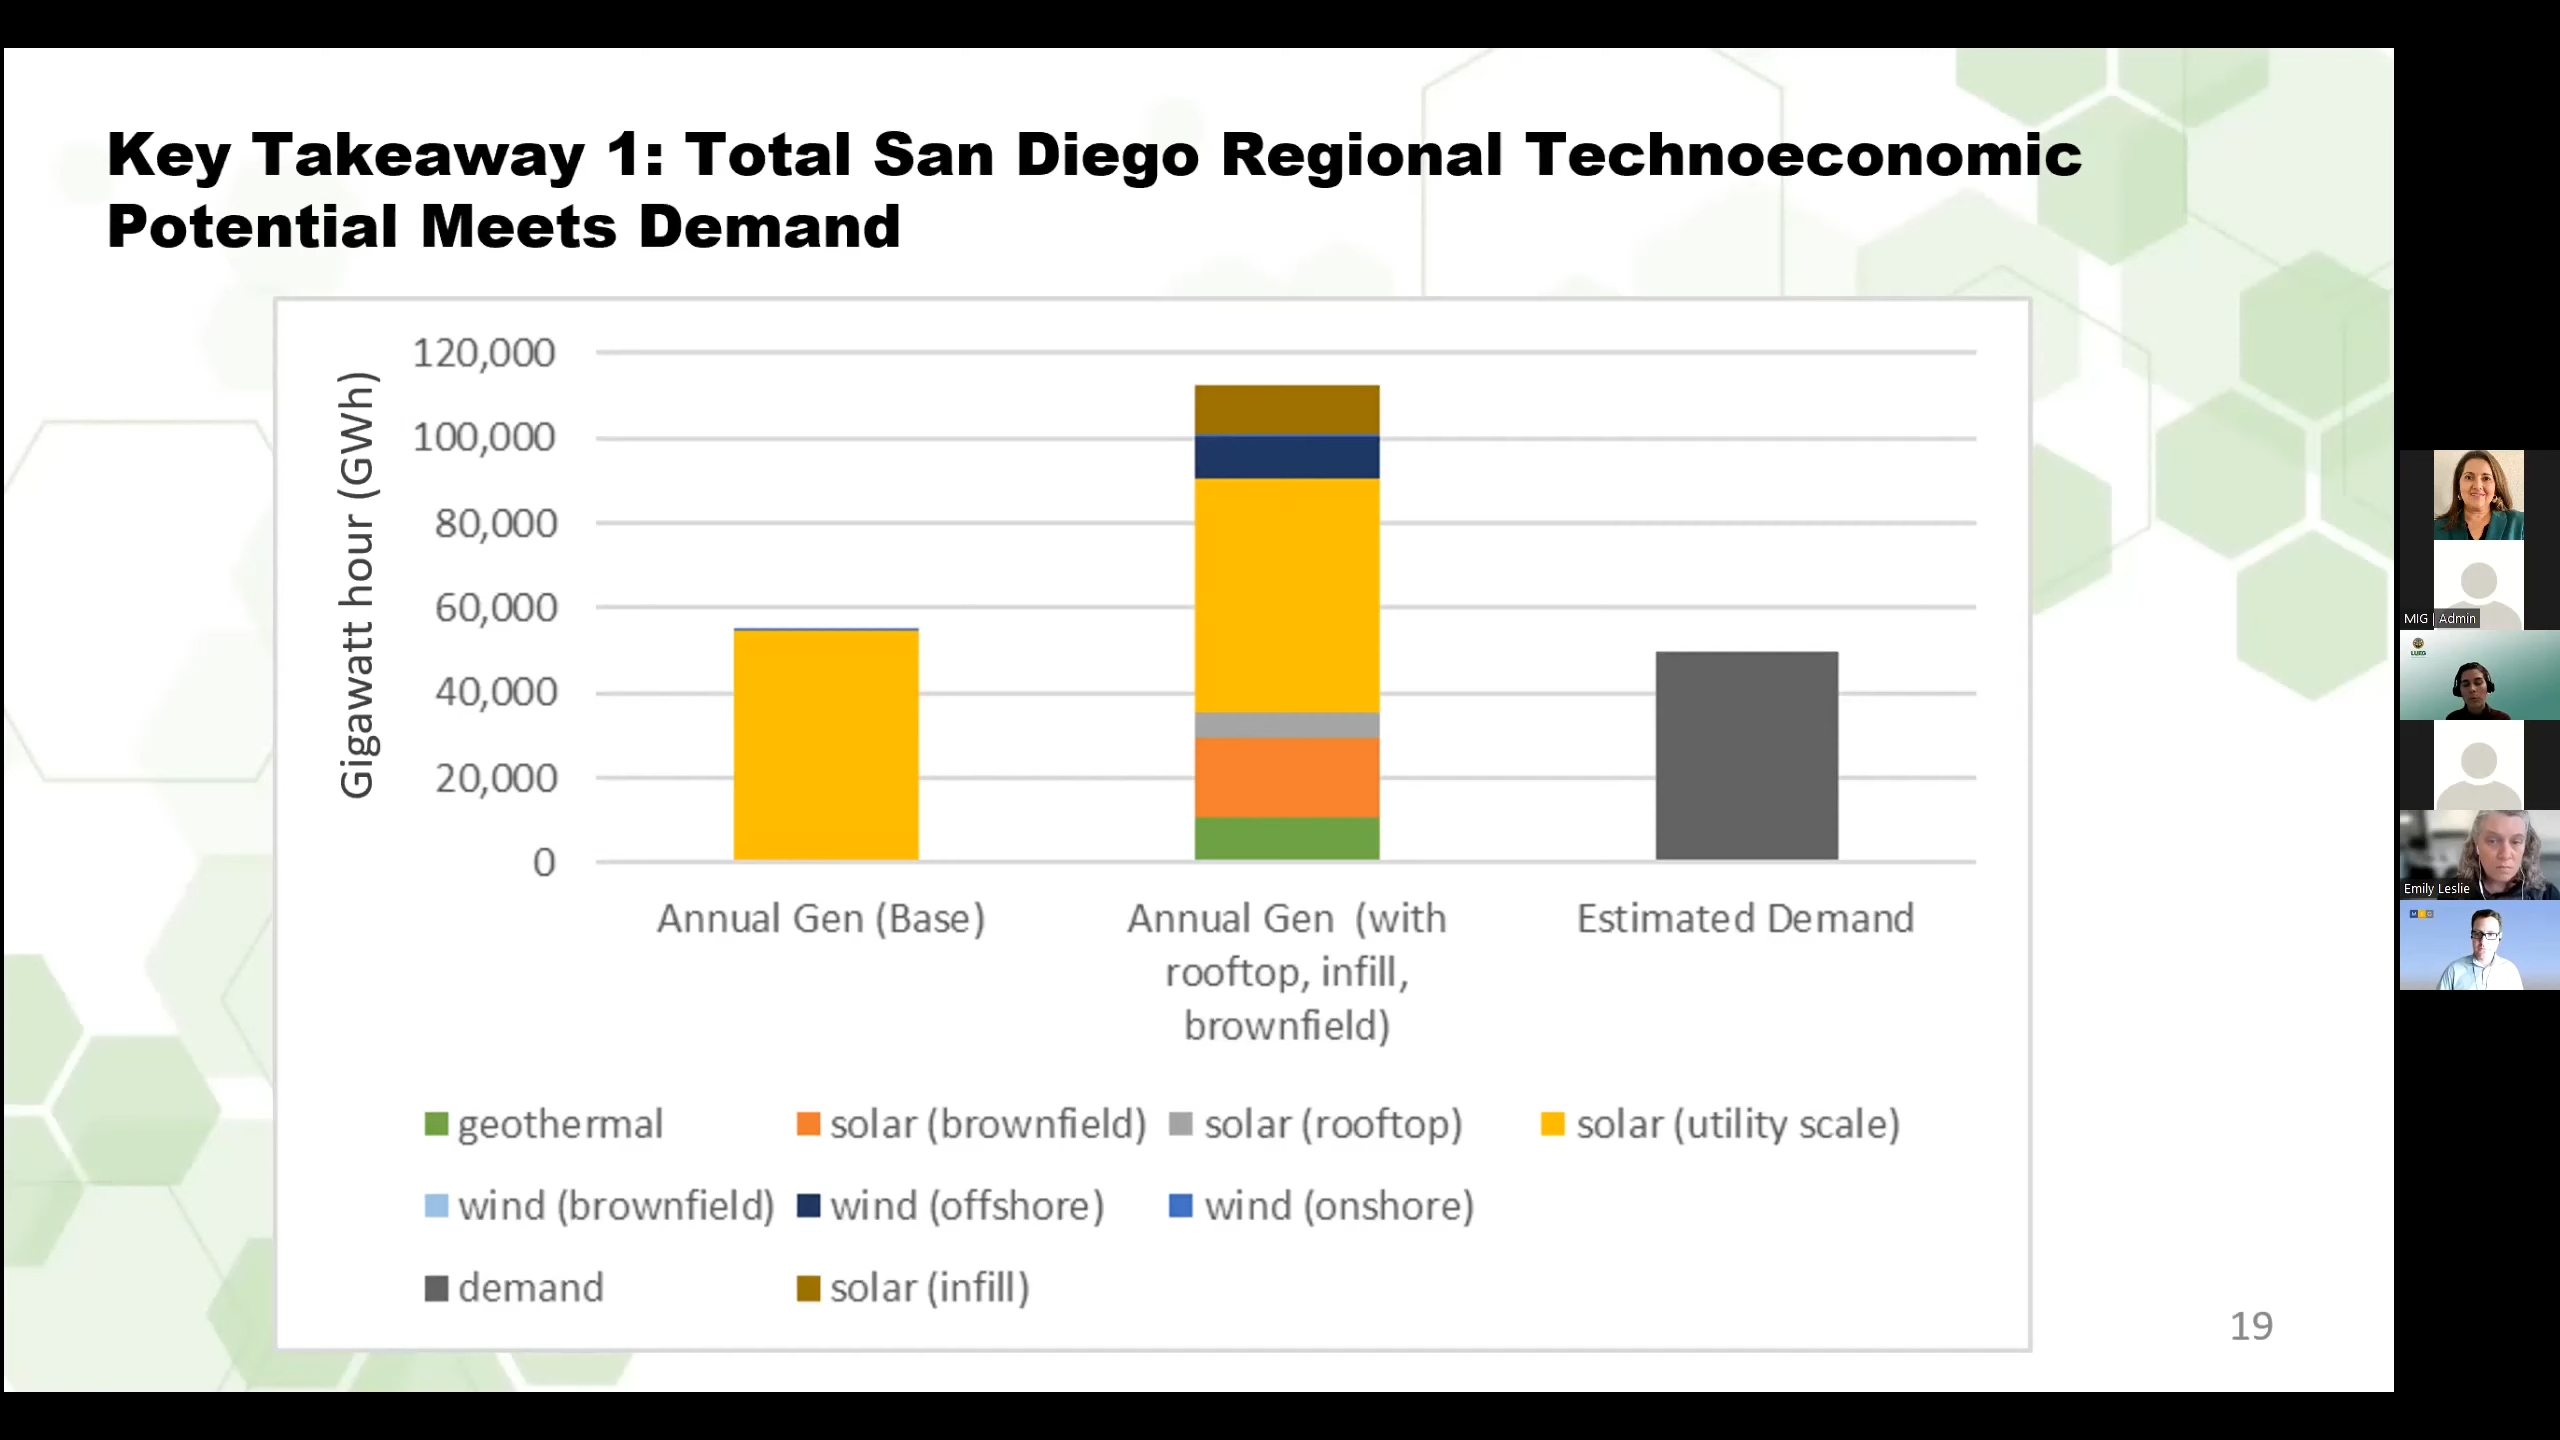 Key Takeaway 1: Total San Diego Regional Technoeconomic
Potential Meets Demand
Gigawatt hour (GWh)
120,000
100,000
80,000
60,000
40,000
20,000
0
Annual Gen (Base)
Annual Gen (with
rooftop, infill,
brownfield)
Estimated Demand
geothermal
solar (brownfield)
solar (rooftop)
solar (utility scale)
wind (brownfield)
wind (offshore)
wind (onshore)
demand
solar (infill)
19
MIG | Admin
LUEG
Emily Leslie
MIG